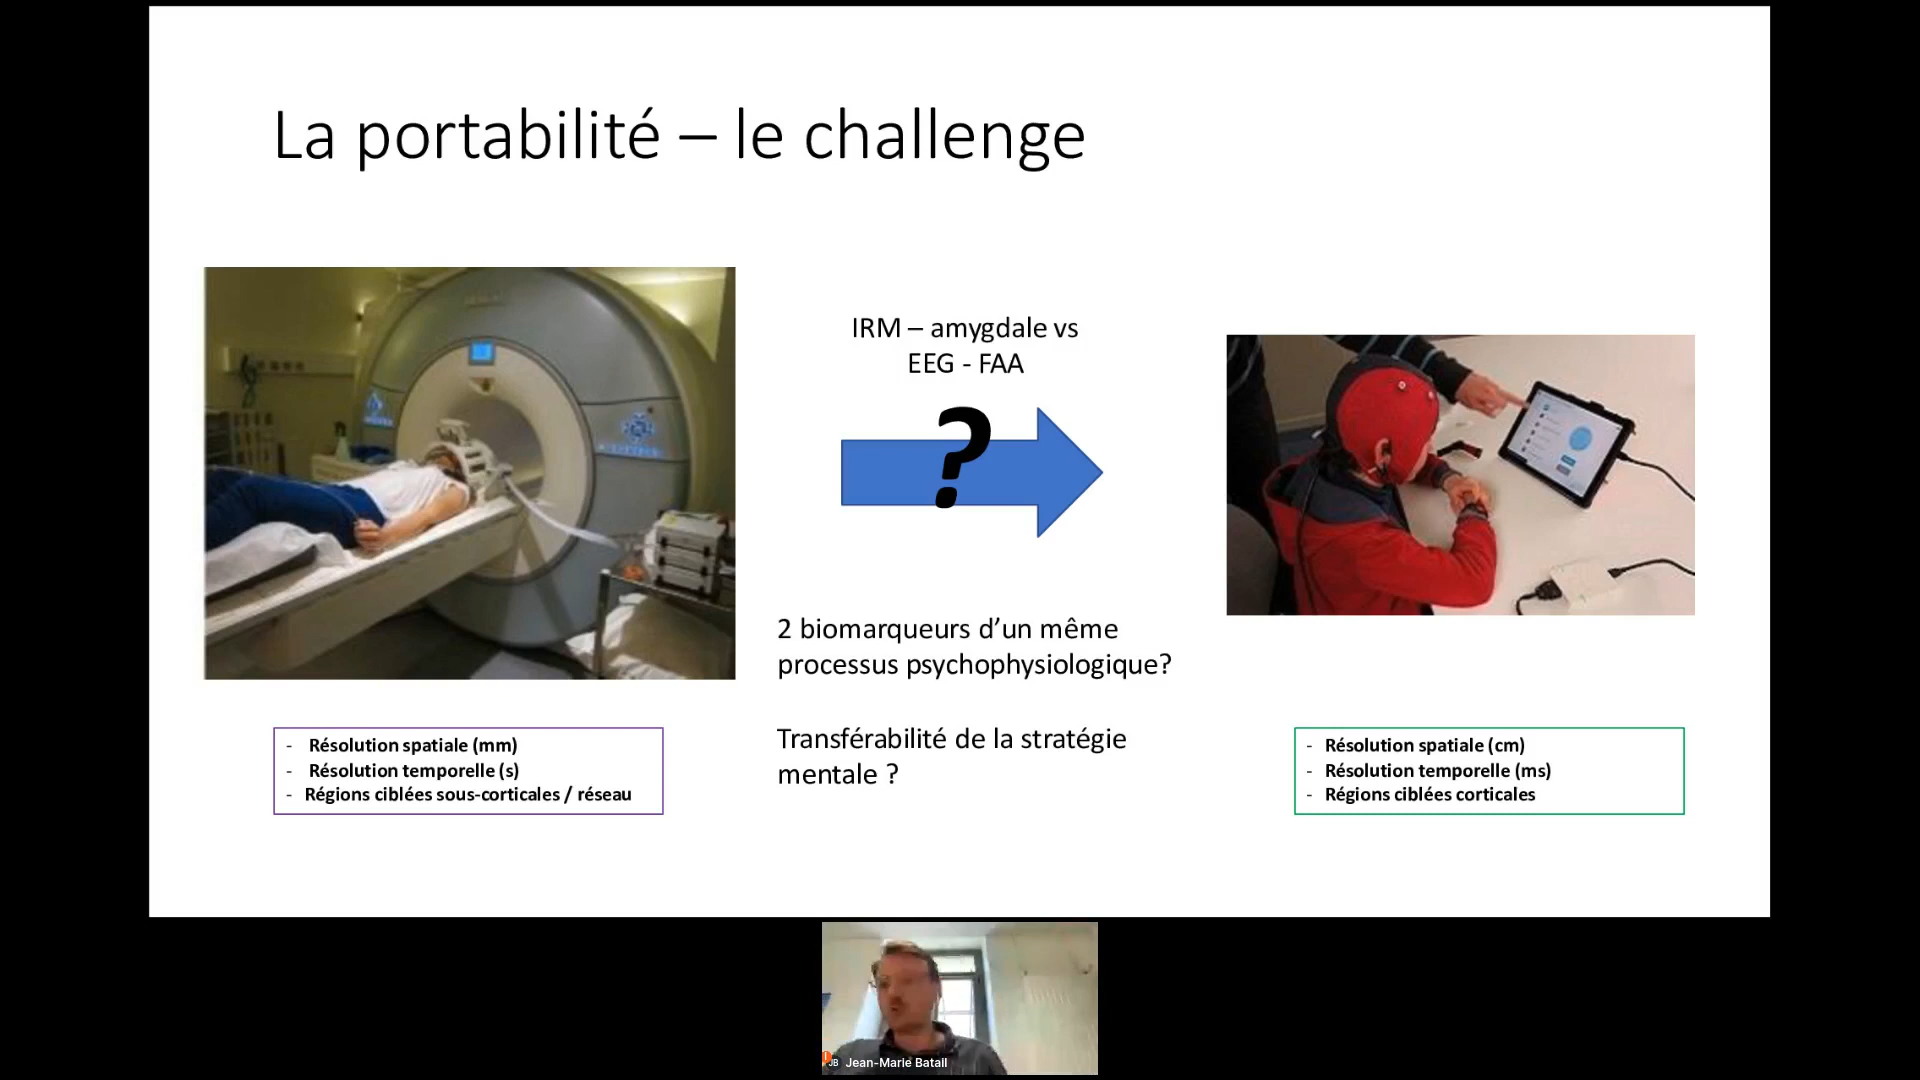 La portabilité – le challenge
IRM – amygdale vs
EEG - FAA
?
2 biomarqueurs d’un même
processus psychophysiologique?
Transférabilité de la stratégie
mentale ?
- Résolution spatiale (mm)
- Résolution temporelle (s)
- Régions ciblées sous-corticales / réseau
- Résolution spatiale (cm)
- Résolution temporelle (ms)
- Régions ciblées corticales
JB Jean-Marie Batail